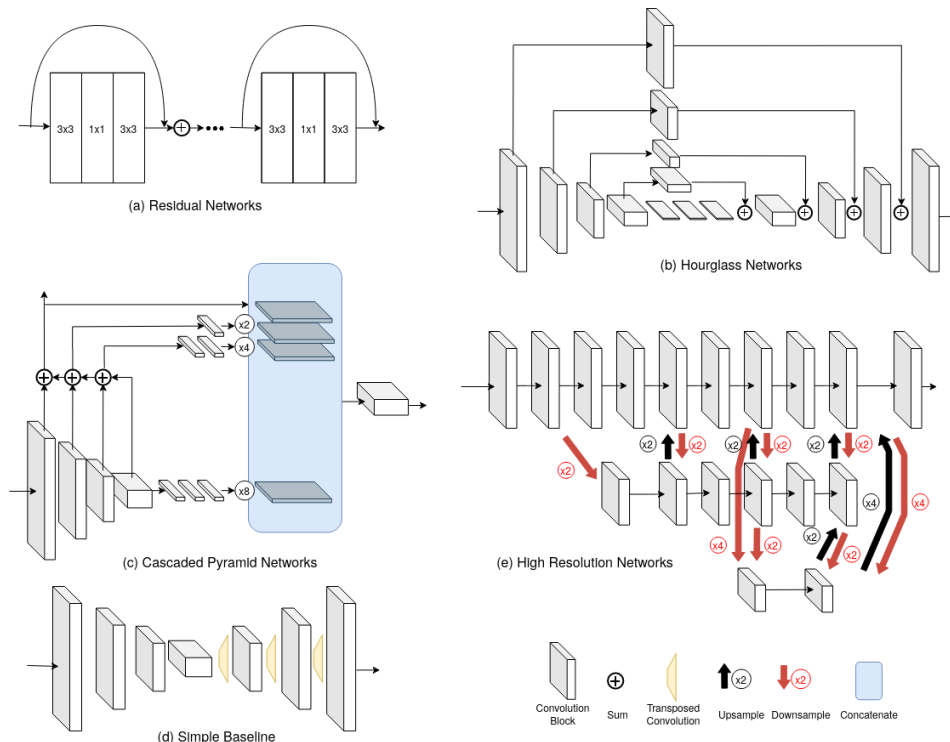 3x3 1x1 3x3
3x3 1x1 3x3
(a) Residual Networks
(b) Hourglass Networks
x2
x4
x8
(c) Cascaded Pyramid Networks
(d) Simple Baseline
x2
x2 x2
x2 x2
x2 x2
x4 x2
x2 x2
x4 x4
(e) High Resolution Networks
x2 x2
Convolution Block
Sum
Transposed Convolution
Upsample
Downsample
Concatenate